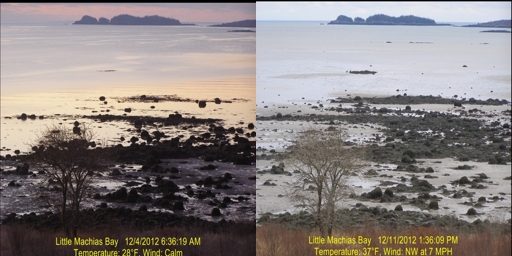 Little Machias Bay 12/4/2012 6:36:19 AM
Temperature: 28°F, Wind: Calm
Little Machias Bay 12/11/2012 1:36:09 PM
Temperature: 37°F, Wind: NW at 7 MPH